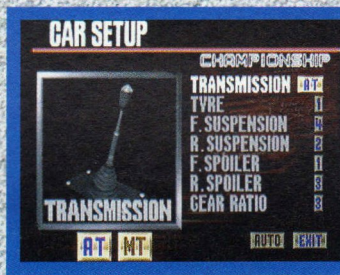 CAR SETUP
CHAMPIONSHIP
TRANSMISSION AT
TYRE 1
F. SUSPENSION 4
R. SUSPENSION 2
F. SPOILER 1
R. SPOILER 3
GEAR RATIO 3
TRANSMISSION
AT MT
AUTO EXIT